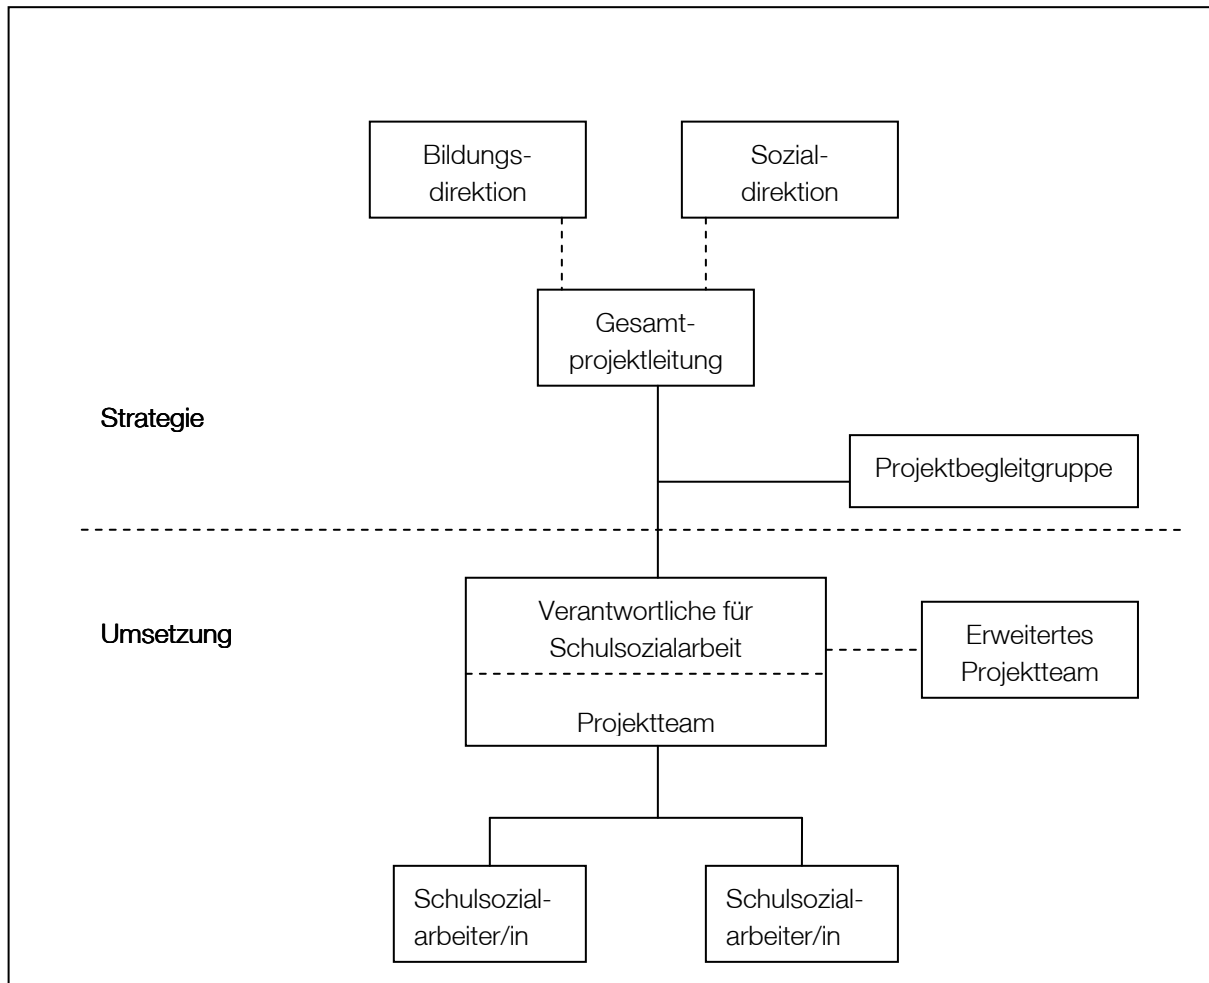 Bildungs-
direktion
Sozial-
direktion
Gesamt-
projektleitung
Strategie
Projektbegleitgruppe
Verantwortliche für
Schulsozialarbeit
Umsetzung
Erweitertes
Projektteam
Projektteam
Schulsozial-
arbeiter/in
Schulsozial-
arbeiter/in